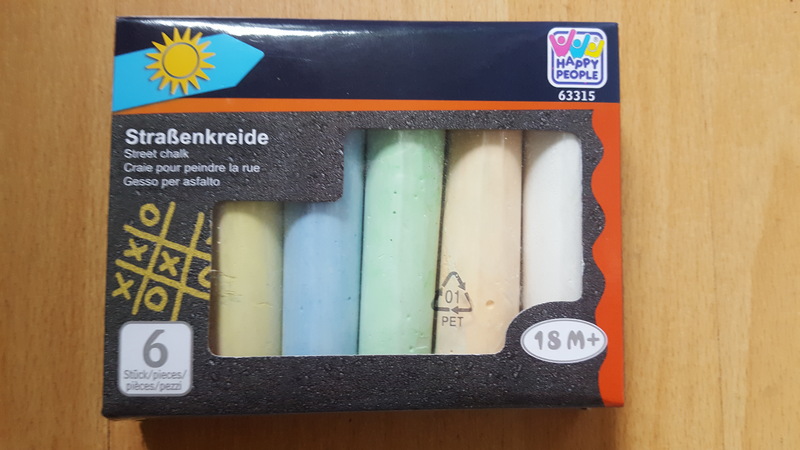 HAPPY
PEOPLE
63315
Straßenkreide
Street chalk
Craie pour peindre la rue
Gesso per asfalto
O
X X
X O
01
PET
6
Stück/pieces/
pièces/pezzi
18M+